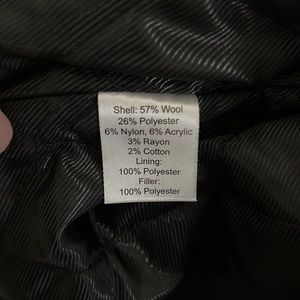 Shell: 57% Wool
26% Polyester
6% Nylon, 6% Acrylic
3% Rayon
2% Cotton
Lining:
100% Polyester
Filler:
100% Polyester